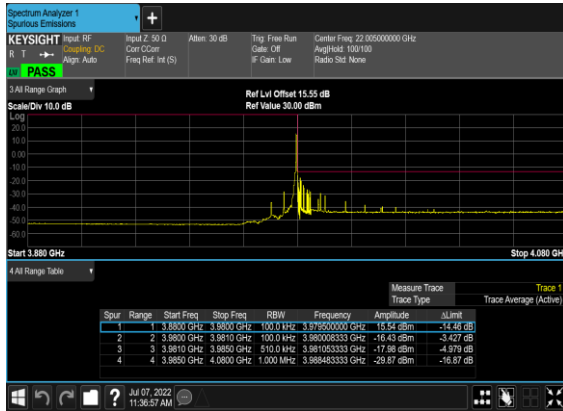 Spectrum Analyzer 1
Spurious Emissions
KEYSIGHT Input: RF Input Z: 50 Ω Atten: 30 dB Trig: Free Run Center Freq: 22.005000000 GHz
R T Coupling: DC Corr CCorr Gate: Off Avg|Hold: 100/100
Align: Auto Freq Ref: Int (S) IF Gain: Low Radio Std: None
PASS
3 All Range Graph Ref Lvl Offset 15.55 dB
Scale/Div 10.0 dB Ref Value 30.00 dBm
Log
20.0
10.0
0.00
-10.0
-20.0
-30.0
-40.0
-50.0
-60.0
Start 3.880 GHz Stop 4.080 GH
4 All Range Table
Measure Trace Trace 1
Trace Type Trace Average (Active)
Spur Range Start Freq Stop Freq RBW Frequency Amplitude ΔLimit
1 1 3.8800 GHz 3.9800 GHz 100.0 kHz 3.979500000 GHz 15.54 dBm -14.46 dB
2 2 3.9800 GHz 3.9810 GHz 100.0 kHz 3.980008333 GHz -16.43 dBm -3.427 dB
3 3 3.9810 GHz 3.9850 GHz 510.0 kHz 3.981053333 GHz -17.98 dBm -4.979 dB
4 4 3.9850 GHz 4.0800 GHz 1.000 MHz 3.988483333 GHz -29.87 dBm -16.87 dB
Jul 07, 2022
11:36:57 AM